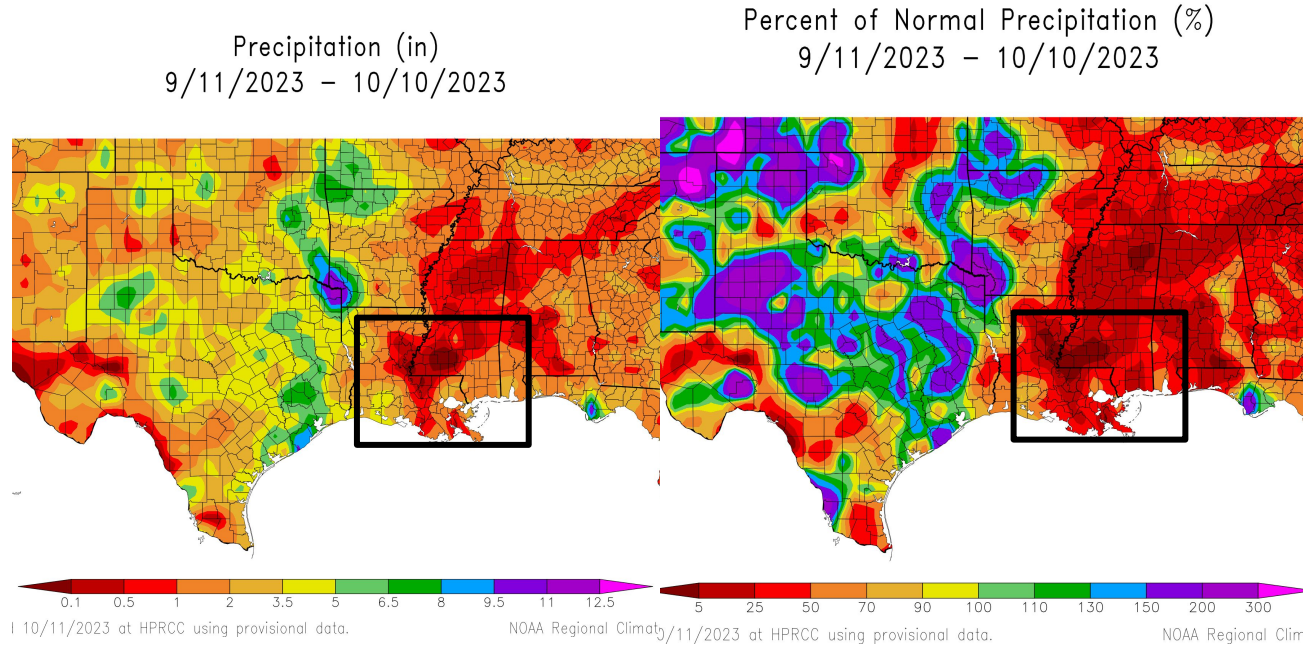 Precipitation (in)
9/11/2023 – 10/10/2023
0.1 0.5 1 2 3.5 5 6.5 8 9.5 11 12.5
10/11/2023 at HPRCC using provisional data.
NOAA Regional Climat
Percent of Normal Precipitation (%)
9/11/2023 – 10/10/2023
5 25 50 70 90 100 110 130 150 200 300
0/11/2023 at HPRCC using provisional data.
NOAA Regional Clim